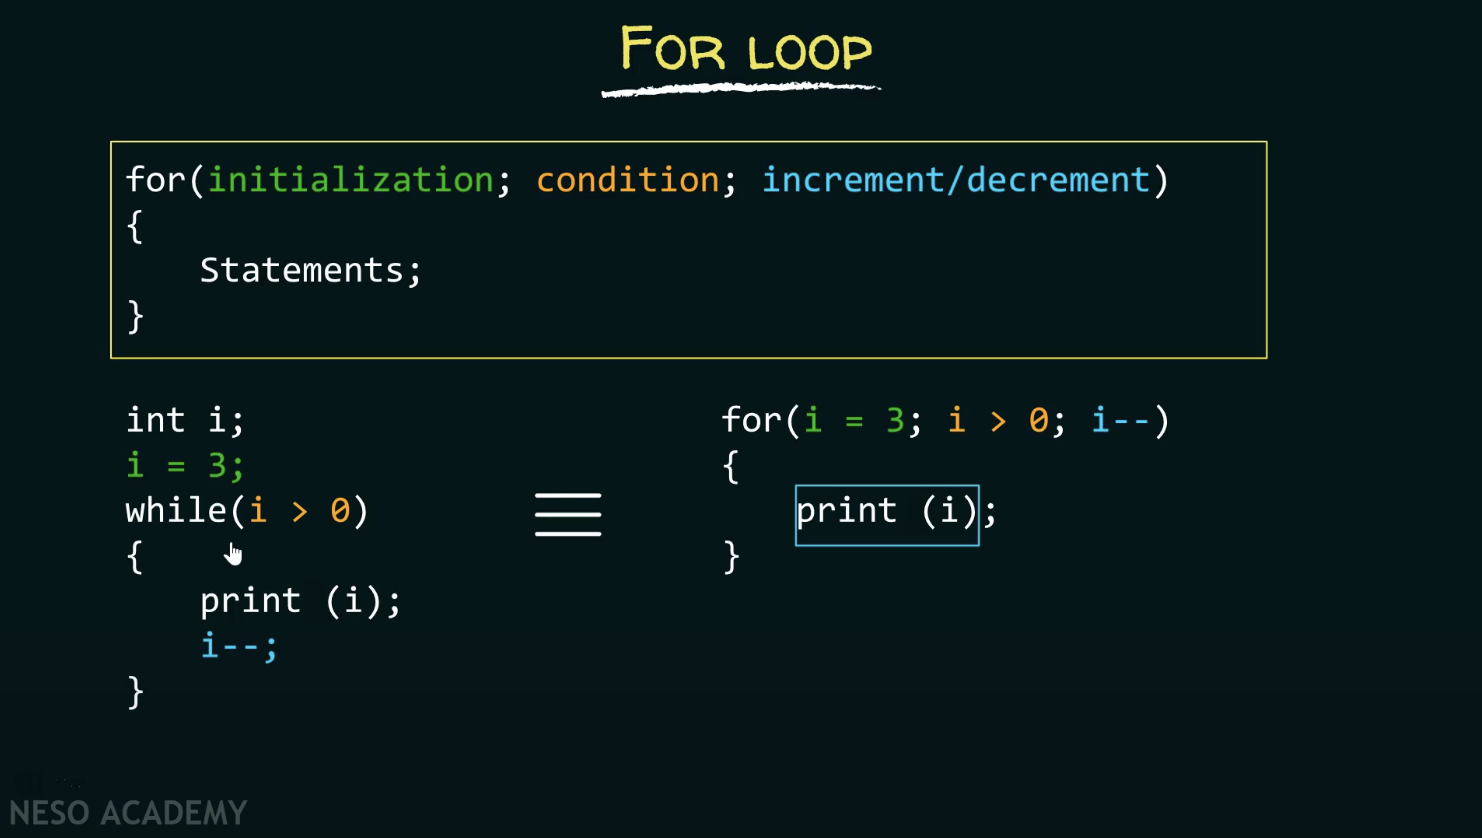 FOR LOOP
for(initialization; condition; increment/decrement)
{
Statements;
}
int i;
i = 3;
while(i > 0)
{
print (i);
i--;
}
≡
for(i = 3; i > 0; i--)
{
print (i);
}
NESO ACADEMY